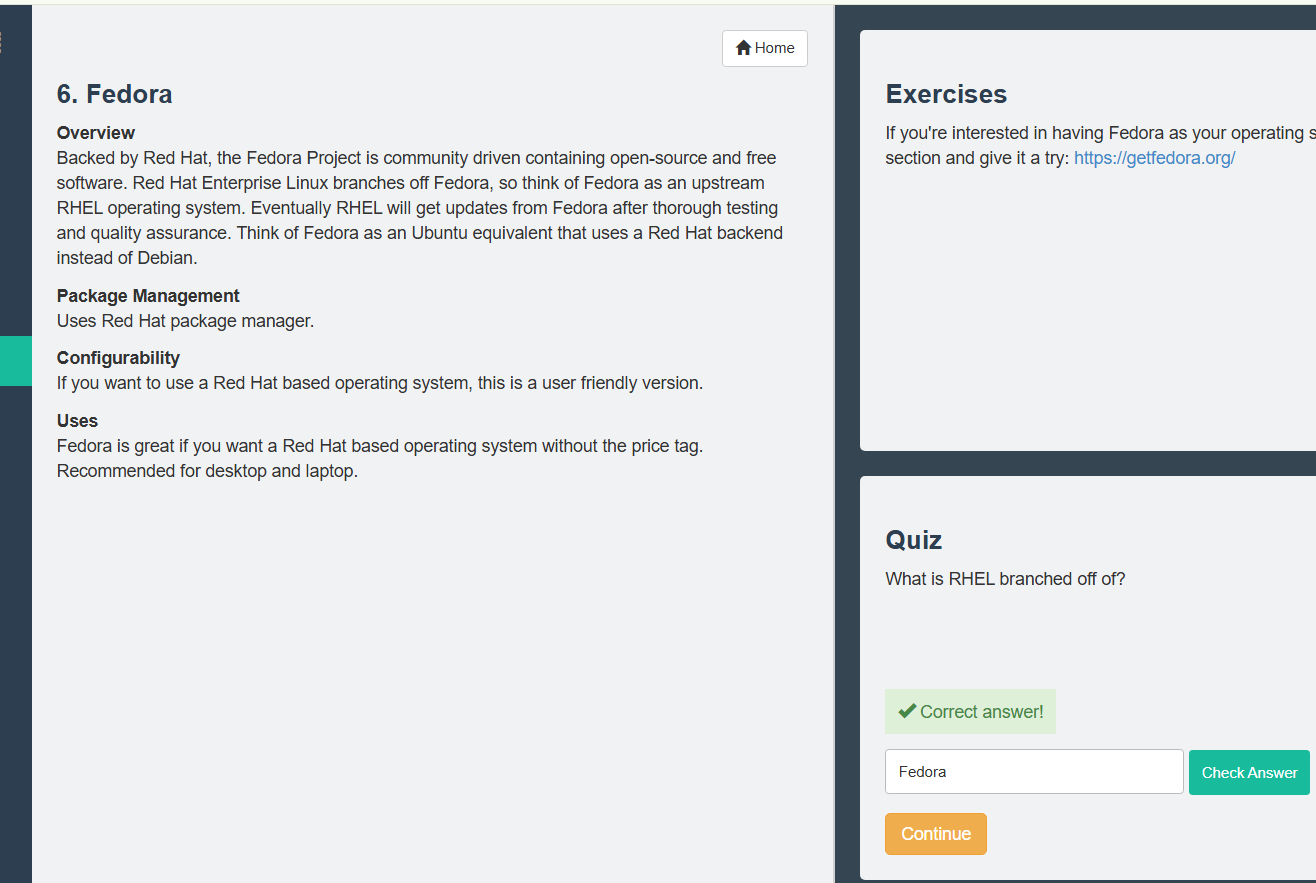 Home
6. Fedora
Overview
Backed by Red Hat, the Fedora Project is community driven containing open-source and free
software. Red Hat Enterprise Linux branches off Fedora, so think of Fedora as an upstream
RHEL operating system. Eventually RHEL will get updates from Fedora after thorough testing
and quality assurance. Think of Fedora as an Ubuntu equivalent that uses a Red Hat backend
instead of Debian.
Package Management
Uses Red Hat package manager.
Configurability
If you want to use a Red Hat based operating system, this is a user friendly version.
Uses
Fedora is great if you want a Red Hat based operating system without the price tag.
Recommended for desktop and laptop.
Exercises
If you're interested in having Fedora as your operating s
section and give it a try: https://getfedora.org/
Quiz
What is RHEL branched off of?
Correct answer!
Fedora
Check Answer
Continue